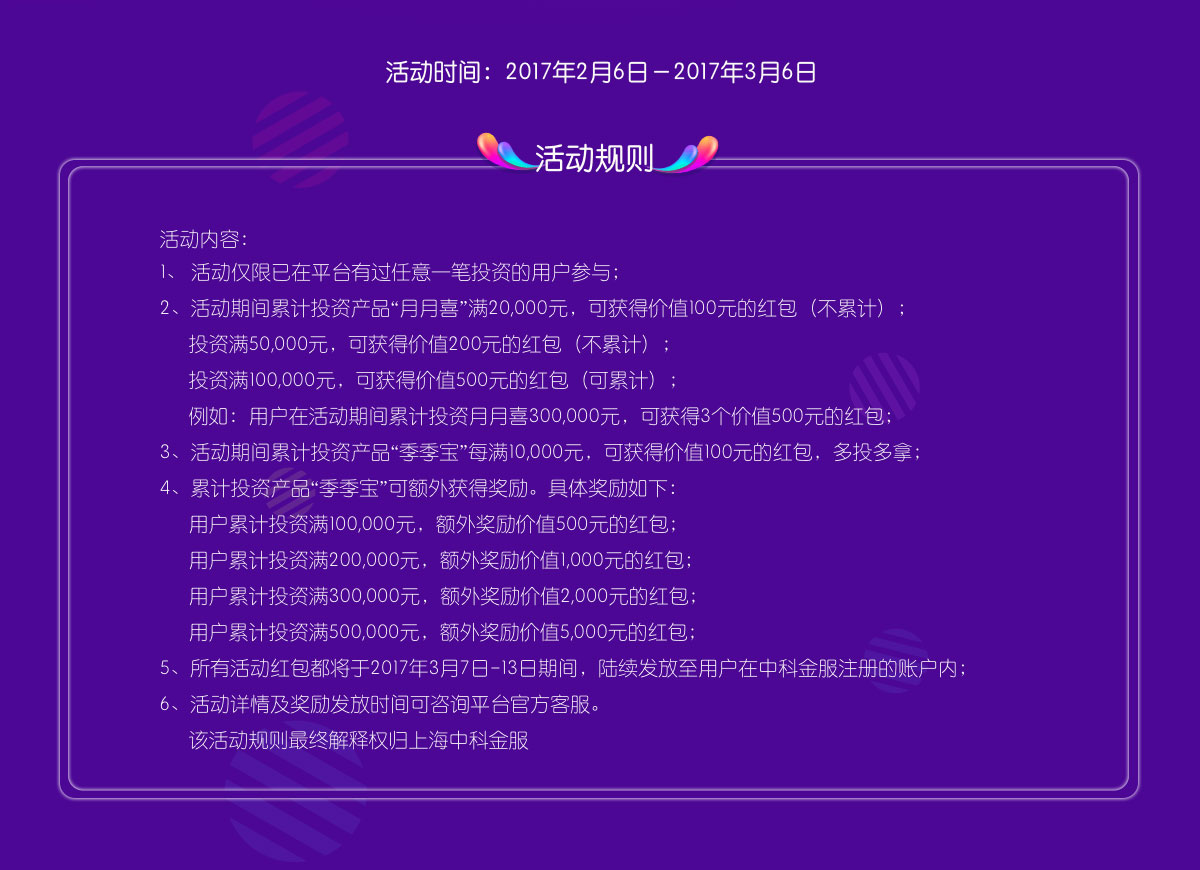 活动时间：2017年2月6日－2017年3月6日
活动规则
活动内容：
1、 活动仅限已在平台有过任意一笔投资的用户参与；
2、活动期间累计投资产品“月月喜”满20,000元，可获得价值100元的红包（不累计）；
投资满50,000元，可获得价值200元的红包（不累计）；
投资满100,000元，可获得价值500元的红包（可累计）；
例如：用户在活动期间累计投资月月喜300,000元，可获得3个价值500元的红包；
3、活动期间累计投资产品“季季宝”每满10,000元，可获得价值100元的红包，多投多拿；
4、累计投资产品“季季宝”可额外获得奖励。具体奖励如下：
用户累计投资满100,000元，额外奖励价值500元的红包；
用户累计投资满200,000元，额外奖励价值1,000元的红包；
用户累计投资满300,000元，额外奖励价值2,000元的红包；
用户累计投资满500,000元，额外奖励价值5,000元的红包；
5、所有活动红包都将于2017年3月7日-13日期间，陆续发放至用户在中科金服注册的账户内；
6、活动详情及奖励发放时间可咨询平台官方客服。
该活动规则最终解释权归上海中科金服